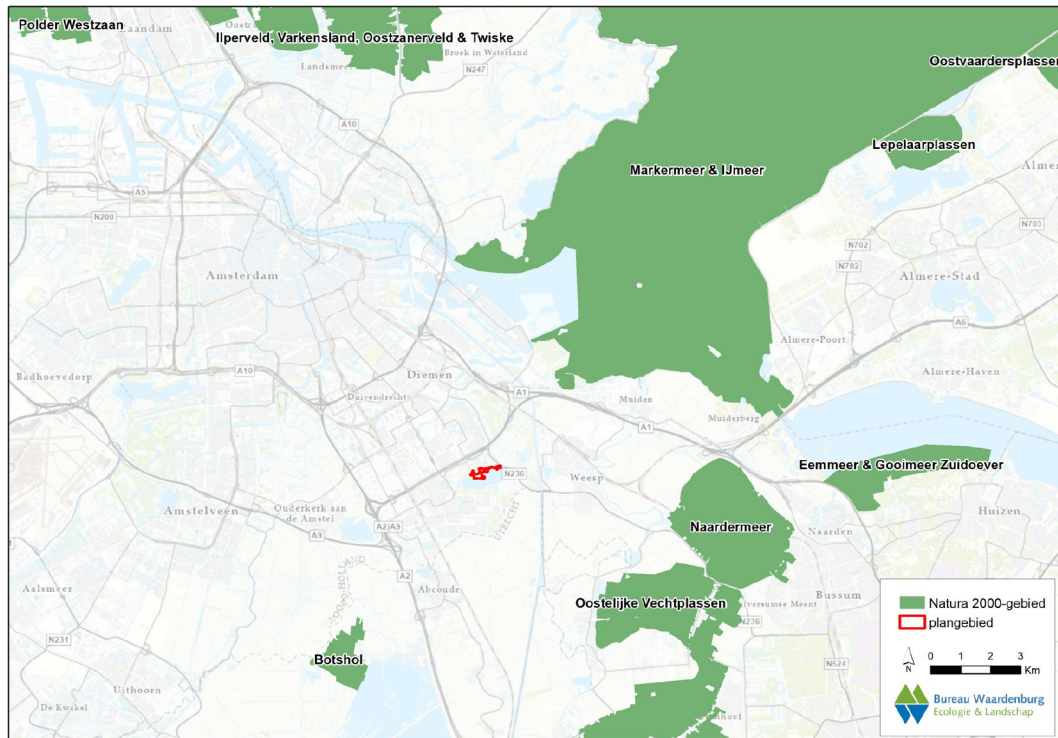 Polder Westzaan
Ilperveld, Varkensland, Oostzanerveld & Twiske
Landsmeer
Broek in Waterland
N247
Oostvaardersplassen
A10
Lepelaarplassen
Markermeer & IJmeer
A5
N200
N703
N702
N702
Amsterdam
Almere-Stad
A6
Almere-Poort
Badhoevedorp
A10
Diemen
Almere-Haven
Duivendrecht
A1
Muiden
Muiderberg
A1
Eemmeer & Gooimeer Zuidoever
N236
Weesp
Amstelveen
Ouderkerk aan
de Amstel
UTRECHT
Huizen
Naardermeer
Naarden
A2|A9
A9
A2
Aalsmeer
Abcoude
Oostelijke Vechtplassen
Bussum
N236
N231
Botshol
N524
Uithoorn
De Kwakel
Natura 2000-gebied
plangebied
N
0 1 2 3
Km
Bureau Waardenburg
Ecologie & Landschap